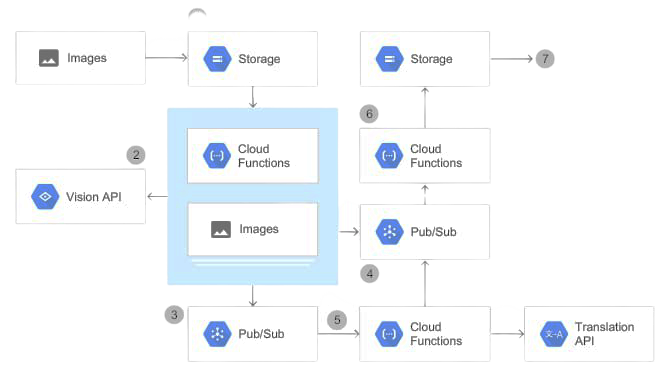 Images
Storage
Storage
7
6
2
Cloud
Functions
Cloud
Functions
Vision API
Images
Pub/Sub
4
3
5
Pub/Sub
Cloud
Functions
文→A
Translation
API